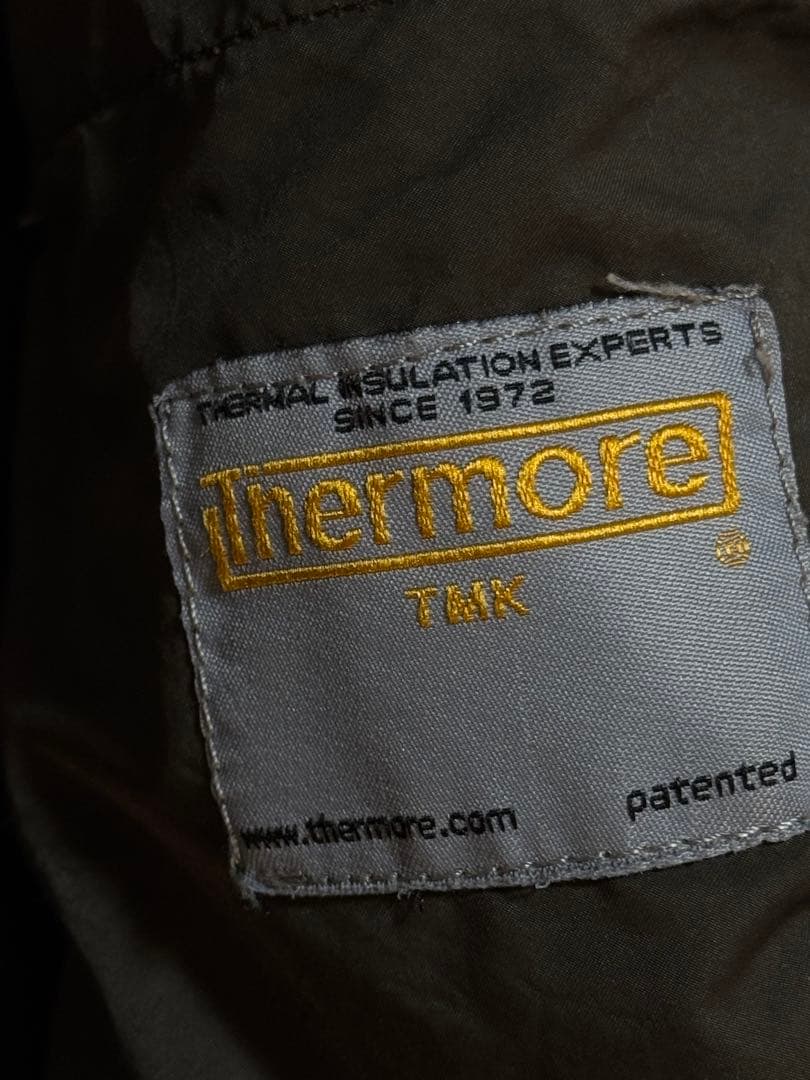 THERMAL INSULATION EXPERTS
SINCE 1972
Thermore
®
TMK
patented
www.thermore.com